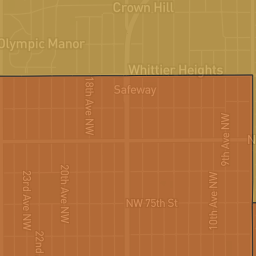 Crown Hill
Olympic Manor
Whittier Heights
Safeway
18th Ave NW
9th Ave NW
N
20th Ave NW
23rd Ave NW
10th Ave NW
NW 75th St
22nd